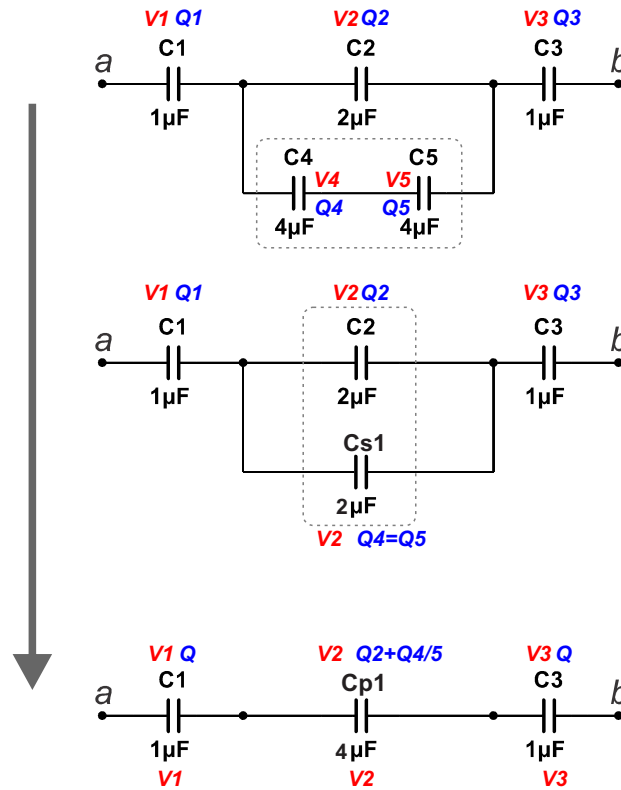 V1 Q1 V2 Q2 V3 Q3
C1 C2 C3
a b
1µF 2µF 1µF
C4 C5
V4 V5
Q4 Q5
4µF 4µF
V1 Q1 V2 Q2 V3 Q3
C1 C2 C3
a b
1µF 2µF 1µF
Cs1
2µF
V2 Q4=Q5
V1 Q V2 Q2+Q4/5 V3 Q
C1 Cp1 C3
a b
1µF 4µF 1µF
V1 V2 V3